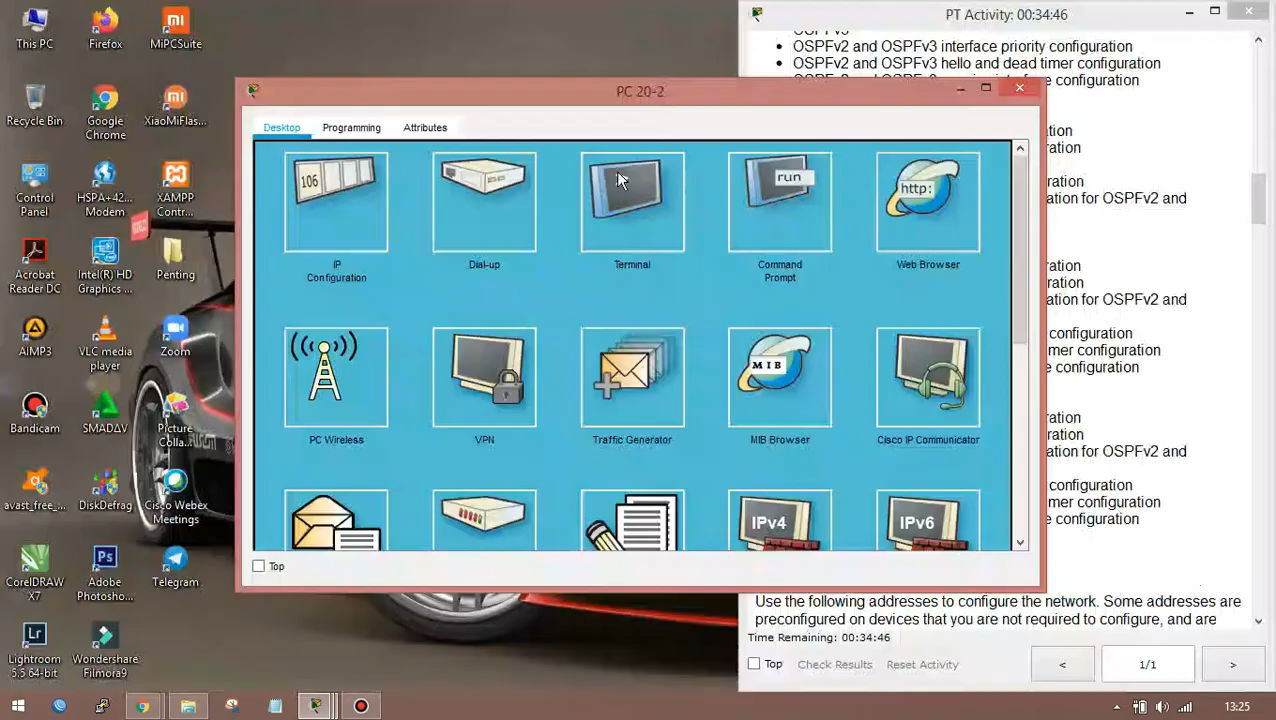 This PC
Firefox
MiPCSuite
Recycle Bin
Google
Chrome
XiaoMiFlas...
Control
Panel
HSPA+42...
Modem
XAMPP
Contr...
Acrobat
Reader DC
Intel(R) HD
Graphics ...
Penting
AIMP3
VLC media
player
Zoom
Bandicam
SMADΔV
Picture
Colla...
avast_free_...
DiskDefrag
Cisco Webex
Meetings
CorelDRAW
X7
Adobe
Photosho...
Telegram
Lightroom
5.5 64-bit
Wondershare
Filmora9
PC 20-2
Desktop
Programming
Attributes
106
run
http:
IP
Configuration
Dial-up
Terminal
Command
Prompt
Web Browser
MIB
PC Wireless
VPN
Traffic Generator
MIB Browser
Cisco IP Communicator
IPv4
IPv6
Top
PT Activity: 00:34:46
OSPFv3
OSPFv2 and OSPFv3 interface priority configuration
OSPFv2 and OSPFv3 hello and dead timer configuration
configuration
ration
ration
ration
ration for OSPFv2 and
ration
ration
ration for OSPFv2 and
configuration
mer configuration
e configuration
ration
ration
ration for OSPFv2 and
configuration
mer configuration
e configuration
Use the following addresses to configure the network. Some addresses are
preconfigured on devices that you are not required to configure, and are
Time Remaining: 00:34:46
Top
Check Results
Reset Activity
<
1/1
>
13:25